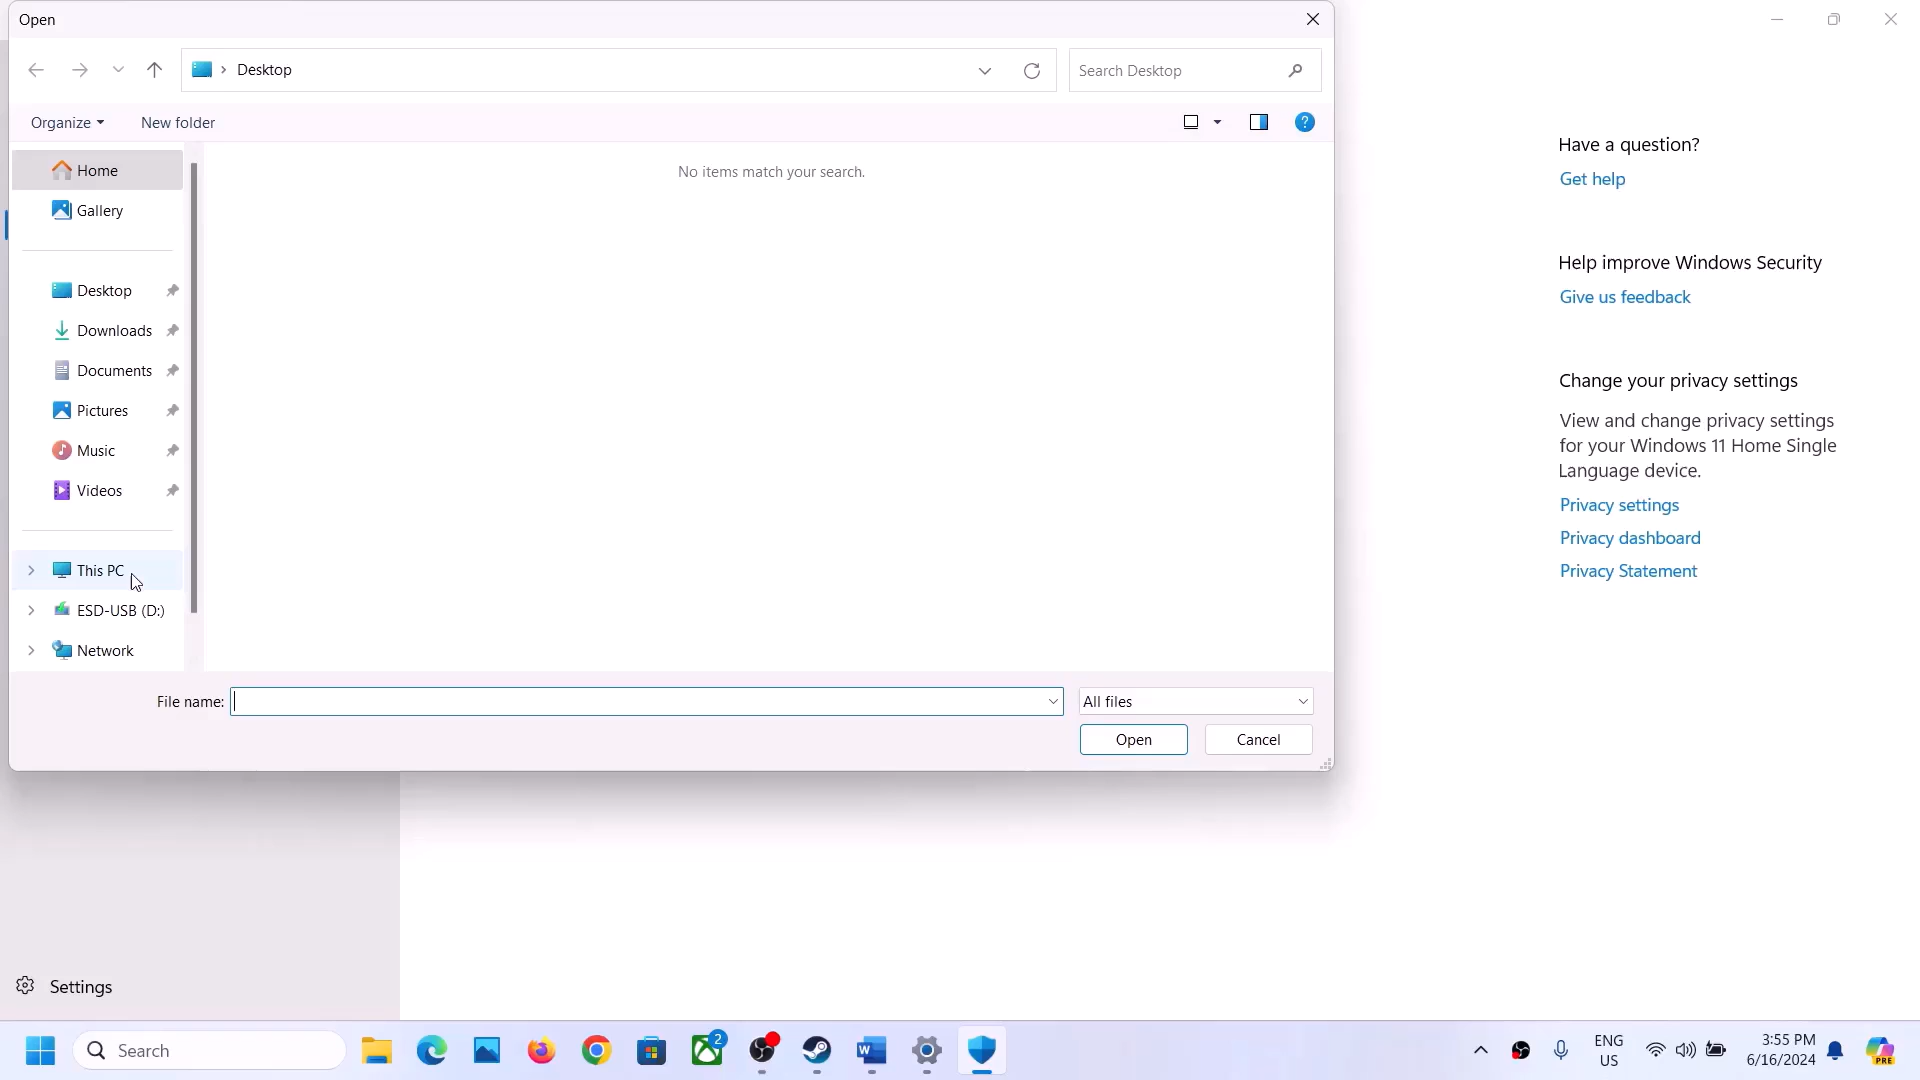 Open
Desktop
Search Desktop
Organize
New folder
Home
Gallery
Desktop
Downloads
Documents
Pictures
Music
Videos
This PC
ESD-USB (D:)
Network
No items match your search.
File name:
All files
Open
Cancel
Have a question?
Get help
Help improve Windows Security
Give us feedback
Change your privacy settings
View and change privacy settings
for your Windows 11 Home Single
Language device.
Privacy settings
Privacy dashboard
Privacy Statement
Settings
Search
2
ENG
US
3:55 PM
6/16/2024
PRE